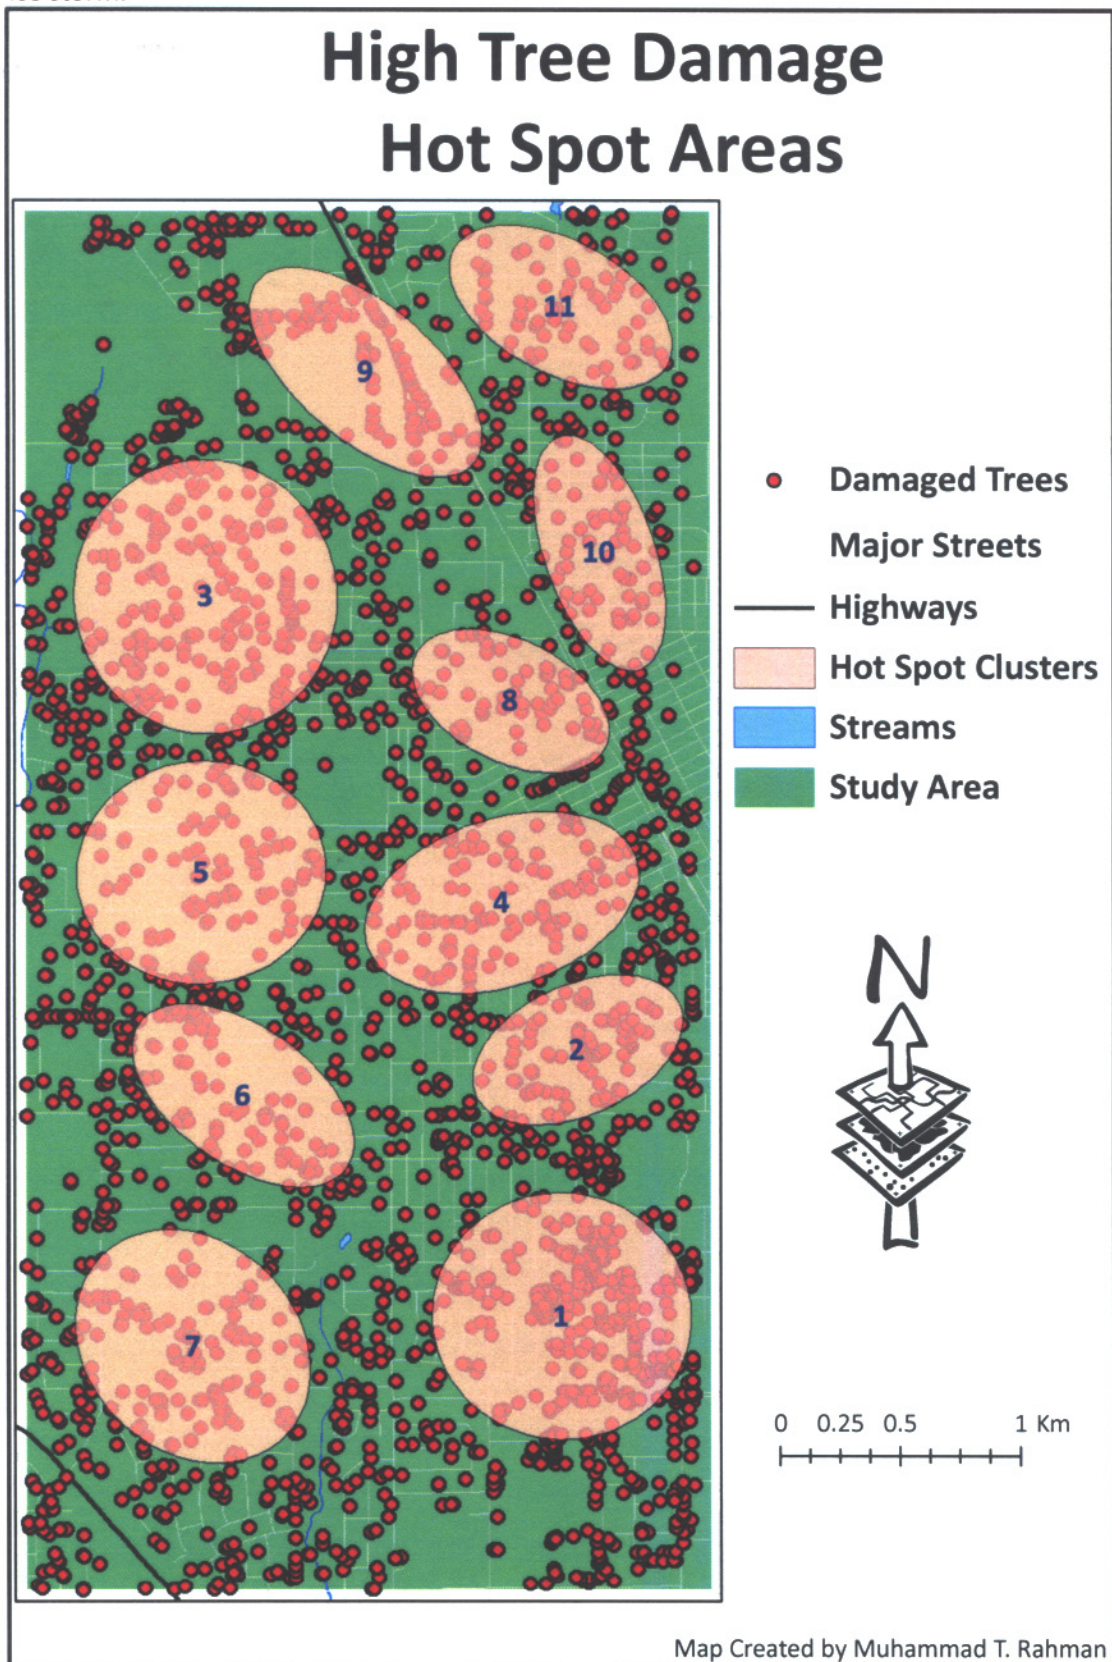 High Tree Damage
Hot Spot Areas
11
9
10
3
8
5
4
2
6
1
7
Damaged Trees
Major Streets
Highways
Hot Spot Clusters
Streams
Study Area
N
0 0.25 0.5 1 Km
Map Created by Muhammad T. Rahman